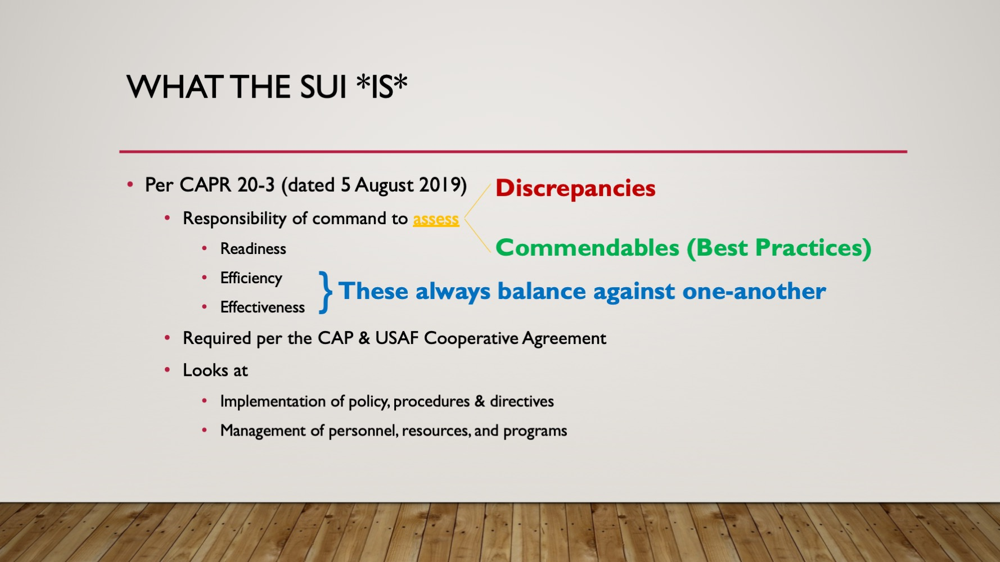 WHAT THE SUI *IS*
• Per CAPR 20-3 (dated 5 August 2019)
Discrepancies
• Responsibility of command to assess
Commendables (Best Practices)
• Readiness
• Efficiency
• Effectiveness
} These always balance against one-another
• Required per the CAP & USAF Cooperative Agreement
• Looks at
• Implementation of policy, procedures & directives
• Management of personnel, resources, and programs